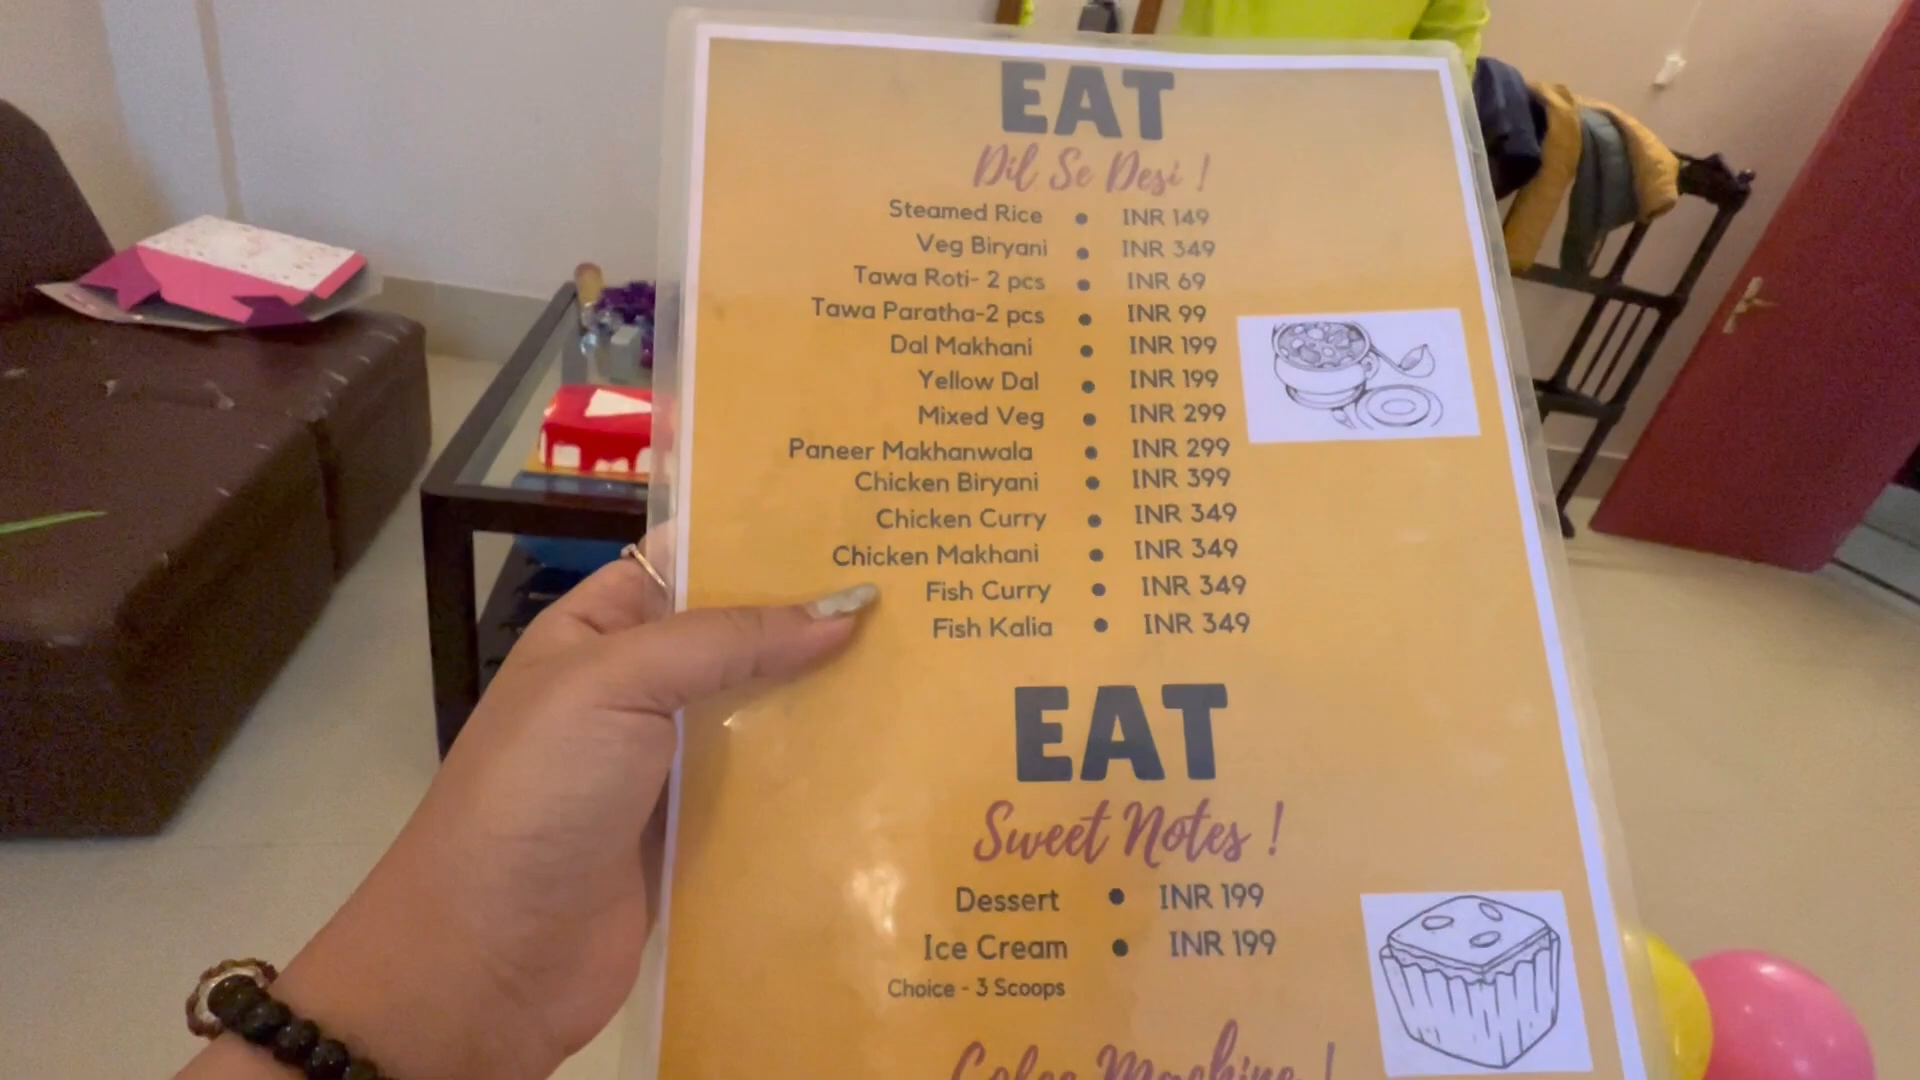 EAT
Dil Se Desi !
Steamed Rice • INR 149
Veg Biryani • INR 349
Tawa Roti- 2 pcs • INR 69
Tawa Paratha-2 pcs • INR 99
Dal Makhani • INR 199
Yellow Dal • INR 199
Mixed Veg • INR 299
Paneer Makhanwala • INR 299
Chicken Biryani • INR 399
Chicken Curry • INR 349
Chicken Makhani • INR 349
Fish Curry • INR 349
Fish Kalia • INR 349
EAT
Sweet Notes !
Dessert • INR 199
Ice Cream • INR 199
Choice - 3 Scoops
Machine !